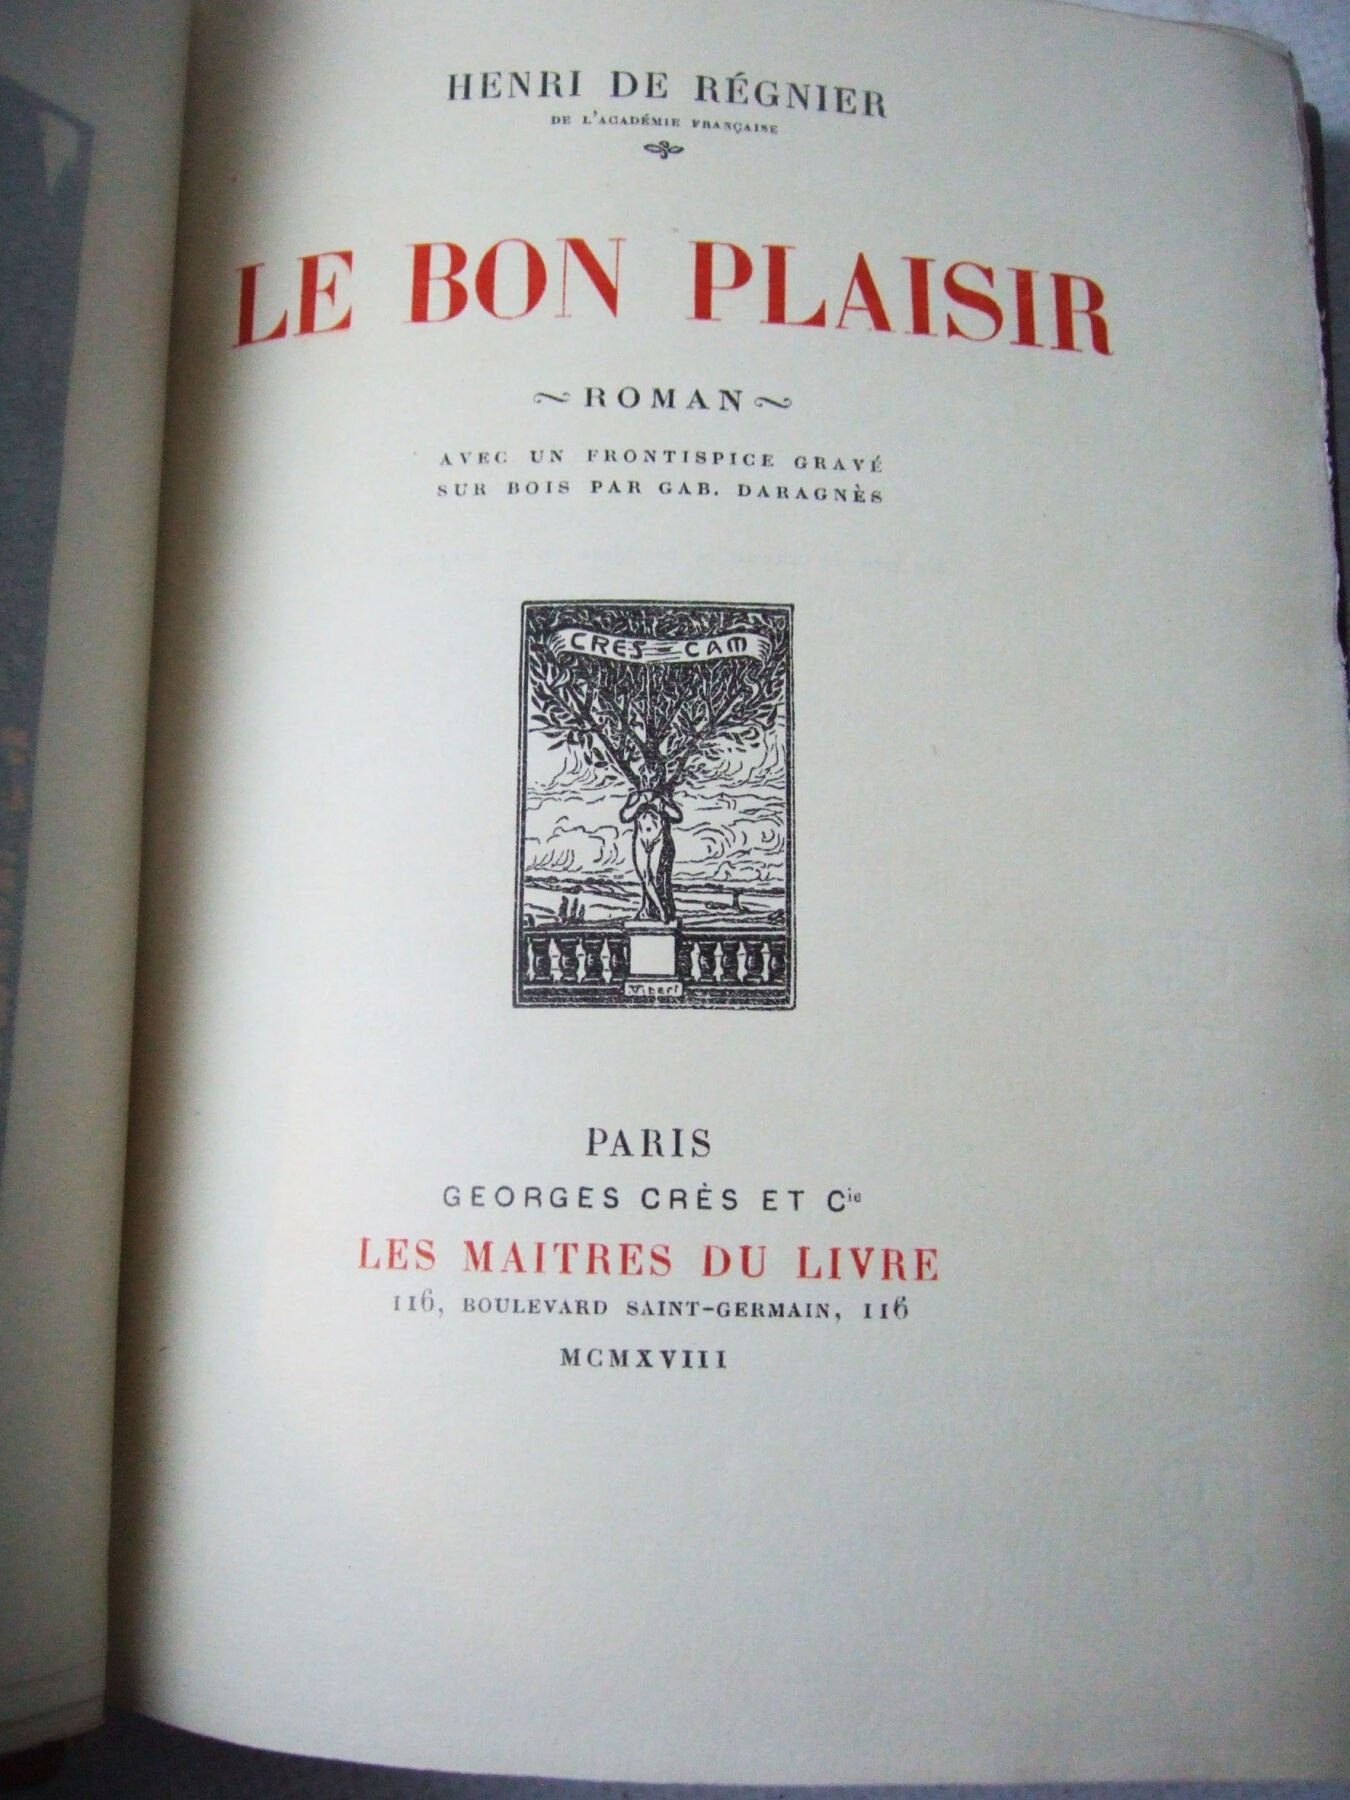 HENRI DE RÉGNIER
DE L'ACADÉMIE FRANÇAISE
LE BON PLAISIR
~ROMAN~
AVEC UN FRONTISPICE GRAVÉ
SUR BOIS PAR GAB. DARAGNÈS
CRES-CAM
Vibert
PARIS
GEORGES CRÈS ET Cie
LES MAITRES DU LIVRE
116, BOULEVARD SAINT-GERMAIN, 116
MCMXVIII